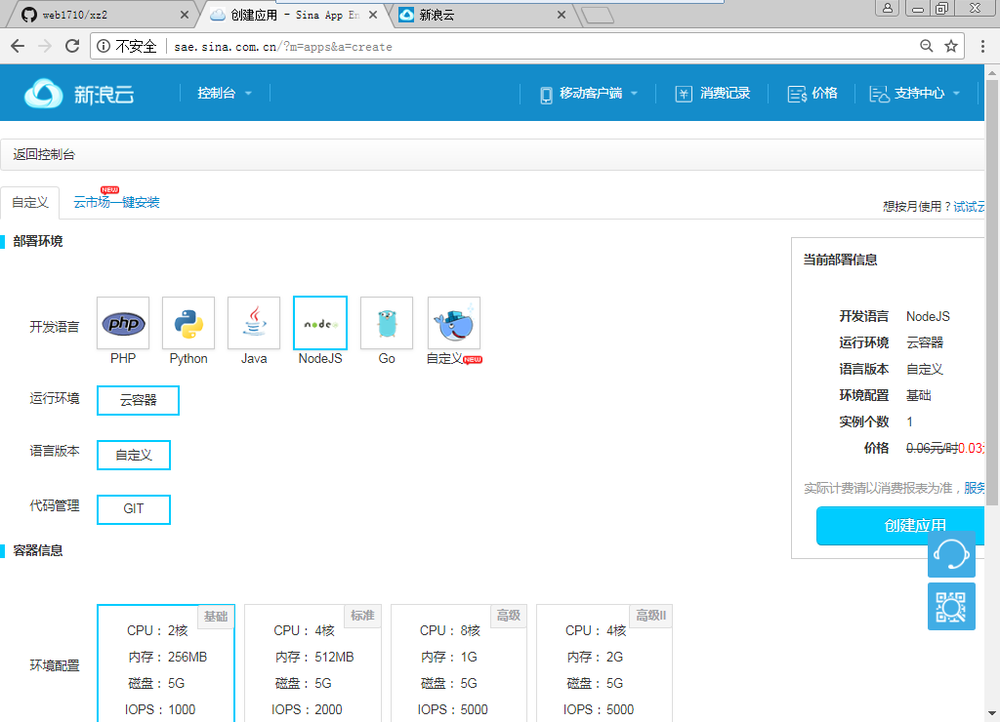 web1710/xz2
创建应用 - Sina App En
新浪云
不安全 sae.sina.com.cn/?m=apps&a=create
新浪云 控制台 移动客户端 消费记录 价格 支持中心
返回控制台
自定义 云市场一键安装 NEW
想按月使用？试试云
部署环境
开发语言
php
node
PHP Python Java NodeJS Go 自定义 NEW
运行环境 云容器
语言版本 自定义
代码管理 GIT
当前部署信息
开发语言 NodeJS
运行环境 云容器
语言版本 自定义
环境配置 基础
实例个数 1
价格 0.06元/时0.03
实际计费请以消费报表为准，服务
创建应用
容器信息
环境配置
基础
CPU： 2核
内存： 256MB
磁盘： 5G
IOPS： 1000
标准
CPU： 4核
内存： 512MB
磁盘： 5G
IOPS： 2000
高级
CPU： 8核
内存： 1G
磁盘： 5G
IOPS： 5000
高级II
CPU： 4核
内存： 2G
磁盘： 5G
IOPS： 5000